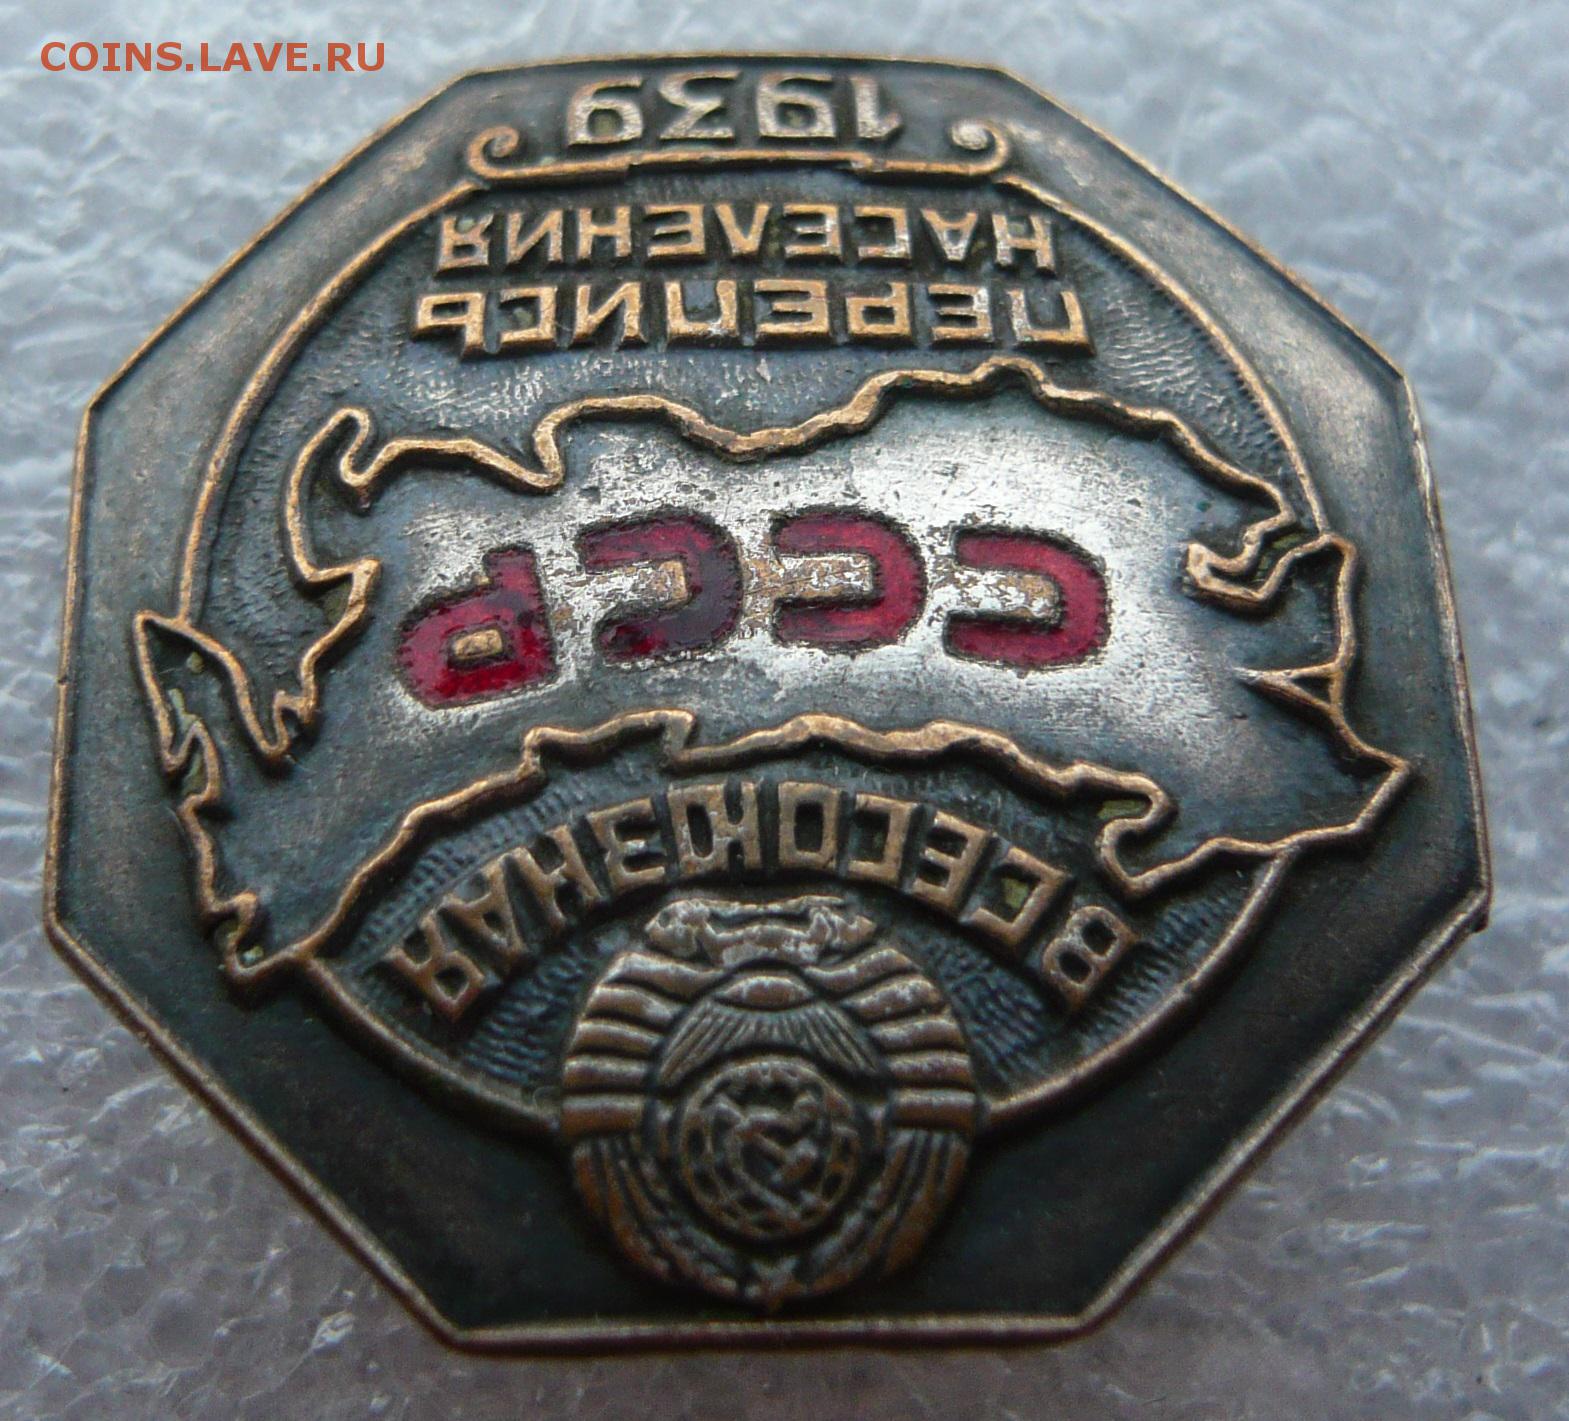 COINS.LAVE.RU
ВСЕСОЮЗНАЯ
СССР
ПЕРЕПИСЬ
НАСЕЛЕНИЯ
1939